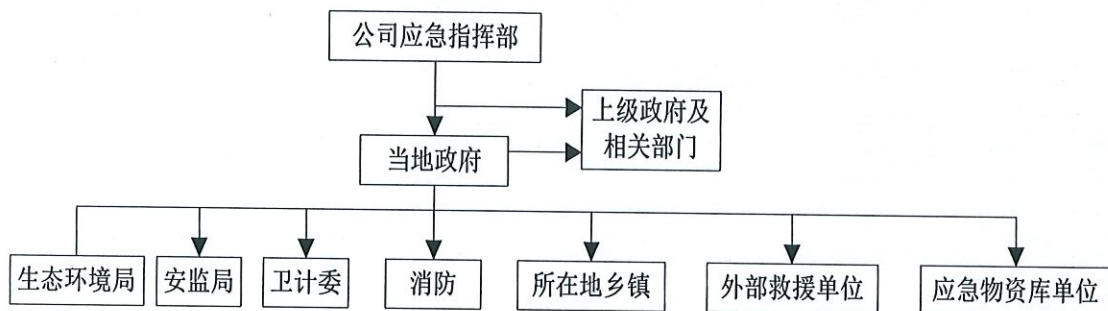 公司应急指挥部
上级政府及
相关部门
当地政府
生态环境局
安监局
卫计委
消防
所在地乡镇
外部救援单位
应急物资库单位